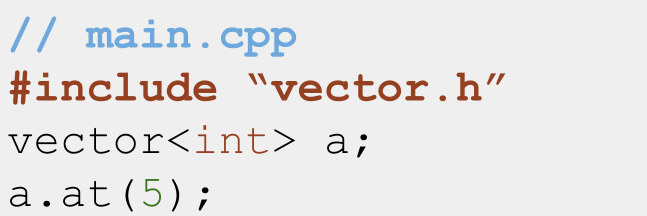 // main.cpp
#include “vector.h”
vector<int> a;
a.at(5);